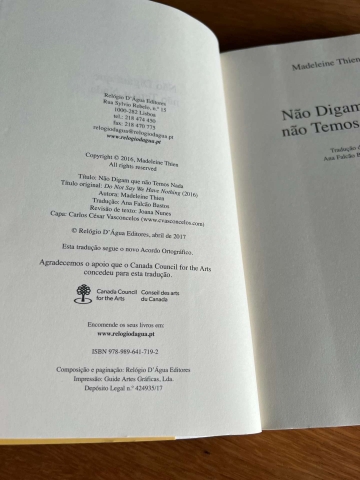 Relógio D'Água Editores
Rua Sylvio Rebelo, n.º 15
1000-282 Lisboa
tel.: 218 474 450
fax: 218 470 775
relogiodagua@relogiodagua.pt
www.relogiodagua.pt
Copyright © 2016, Madeleine Thien
All rights reserved
Título: Não Digam que não Temos Nada
Título original: Do Not Say We Have Nothing (2016)
Autora: Madeleine Thien
Tradução: Ana Falcão Bastos
Revisão de texto: Joana Nunes
Capa: Carlos César Vasconcelos (www.cvasconcelos.com)
© Relógio D'Água Editores, abril de 2017
Esta tradução segue o novo Acordo Ortográfico.
Agradecemos o apoio que o Canada Council for the Arts
concedeu para esta tradução.
Canada Council for the Arts
Conseil des arts du Canada
Encomende os seus livros em:
www.relogiodagua.pt
ISBN 978-989-641-719-2
Composição e paginação: Relógio D'Água Editores
Impressão: Guide Artes Gráficas, Lda.
Depósito Legal n.º 424935/17
Madeleine Thien
Não Digam
não Temos
Tradução
Ana Falcão